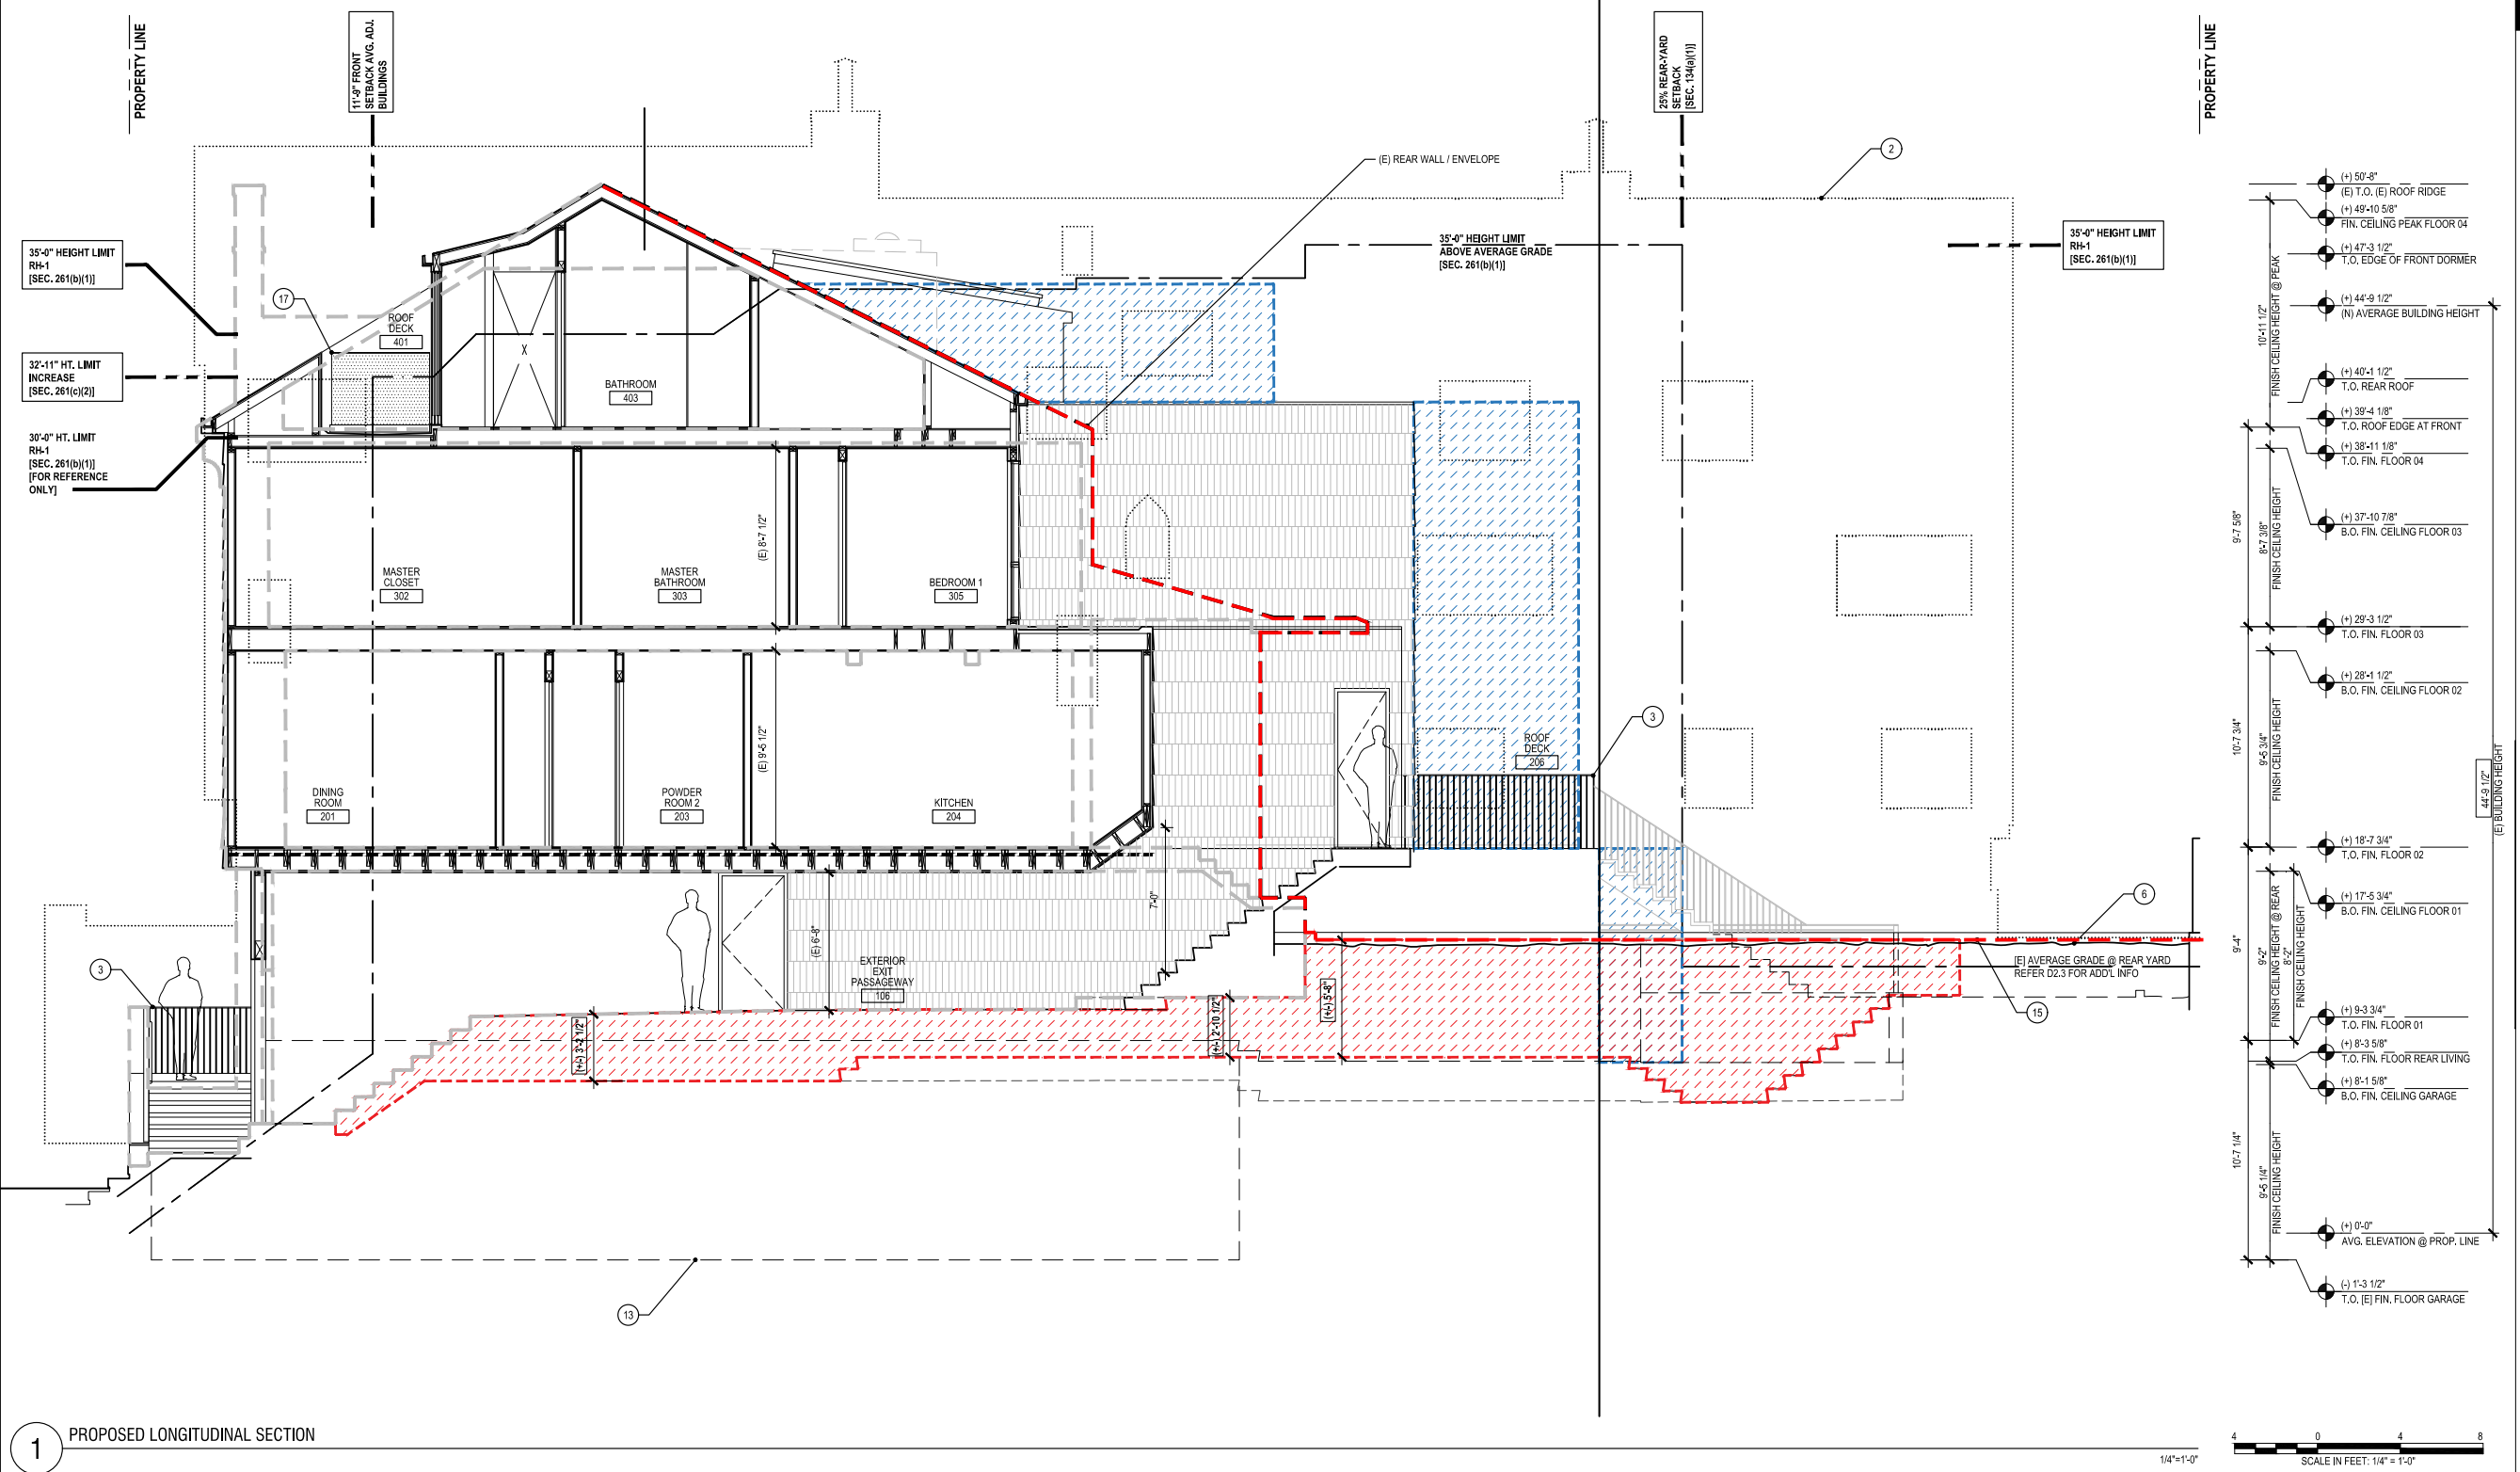 PROPERTY LINE
11'-9" FRONT
SETBACK AVG. ADJ.
BUILDINGS
25% REAR-YARD
SETBACK
[SEC. 134(a)(1)]
PROPERTY LINE
2
(E) REAR WALL / ENVELOPE
35'-0" HEIGHT LIMIT
RH-1
[SEC. 261(b)(1)]
17
32'-11" HT. LIMIT
INCREASE
[SEC. 261(c)(2)]
30'-0" HT. LIMIT
RH-1
[SEC. 261(b)(1)]
[FOR REFERENCE
ONLY]
35'-0" HEIGHT LIMIT
ABOVE AVERAGE GRADE
[SEC. 261(b)(1)]
35'-0" HEIGHT LIMIT
RH-1
[SEC. 261(b)(1)]
ROOF
DECK
401
X
BATHROOM
403
(E) 8'-7 1/2"
MASTER
CLOSET
302
MASTER
BATHROOM
303
BEDROOM 1
305
(E) 9'-5 1/2"
DINING
ROOM
201
POWDER
ROOM 2
203
KITCHEN
204
ROOF
DECK
206
3
7'-0"
(E) 6'-8"
EXTERIOR
EXIT
PASSAGEWAY
106
3
6
[E] AVERAGE GRADE @ REAR YARD
REFER D2.3 FOR ADD'L INFO
15
(+/-) 3'-2 1/2"
(+/-) 2'-10 1/2"
(+/-) 5'-8"
13
(+) 50'-8"
(E) T.O. (E) ROOF RIDGE
(+) 49'-10 5/8"
FIN. CEILING PEAK FLOOR 04
(+) 47'-3 1/2"
T.O. EDGE OF FRONT DORMER
(+) 44'-9 1/2"
(N) AVERAGE BUILDING HEIGHT
(+) 40'-1 1/2"
T.O. REAR ROOF
(+) 39'-4 1/8"
T.O. ROOF EDGE AT FRONT
(+) 38'-11 1/8"
T.O. FIN. FLOOR 04
(+) 37'-10 7/8"
B.O. FIN. CEILING FLOOR 03
(+) 29'-3 1/2"
T.O. FIN. FLOOR 03
(+) 28'-1 1/2"
B.O. FIN. CEILING FLOOR 02
(+) 18'-7 3/4"
T.O. FIN. FLOOR 02
(+) 17'-5 3/4"
B.O. FIN. CEILING FLOOR 01
(+) 9-3 3/4"
T.O. FIN. FLOOR 01
(+) 8'-3 5/8"
T.O. FIN. FLOOR REAR LIVING
(+) 8'-1 5/8"
B.O. FIN. CEILING GARAGE
(+) 0'-0"
AVG. ELEVATION @ PROP. LINE
(-) 1'-3 1/2"
T.O. [E] FIN. FLOOR GARAGE
10'-11 1/2"
FINISH CEILING HEIGHT @ PEAK
9'-7 5/8"
8'-7 3/8"
FINISH CEILING HEIGHT
10'-7 3/4"
9'-5 3/4"
FINISH CEILING HEIGHT
9'-4"
9'-2"
FINISH CEILING HEIGHT @ REAR
8'-2"
FINISH CEILING HEIGHT
10'-7 1/4"
9'-5 1/4"
FINISH CEILING HEIGHT
44'-9 1/2"
(E) BUILDING HEIGHT
1
PROPOSED LONGITUDINAL SECTION
1/4"=1'-0"
4 0 4 8
SCALE IN FEET: 1/4" = 1'-0"